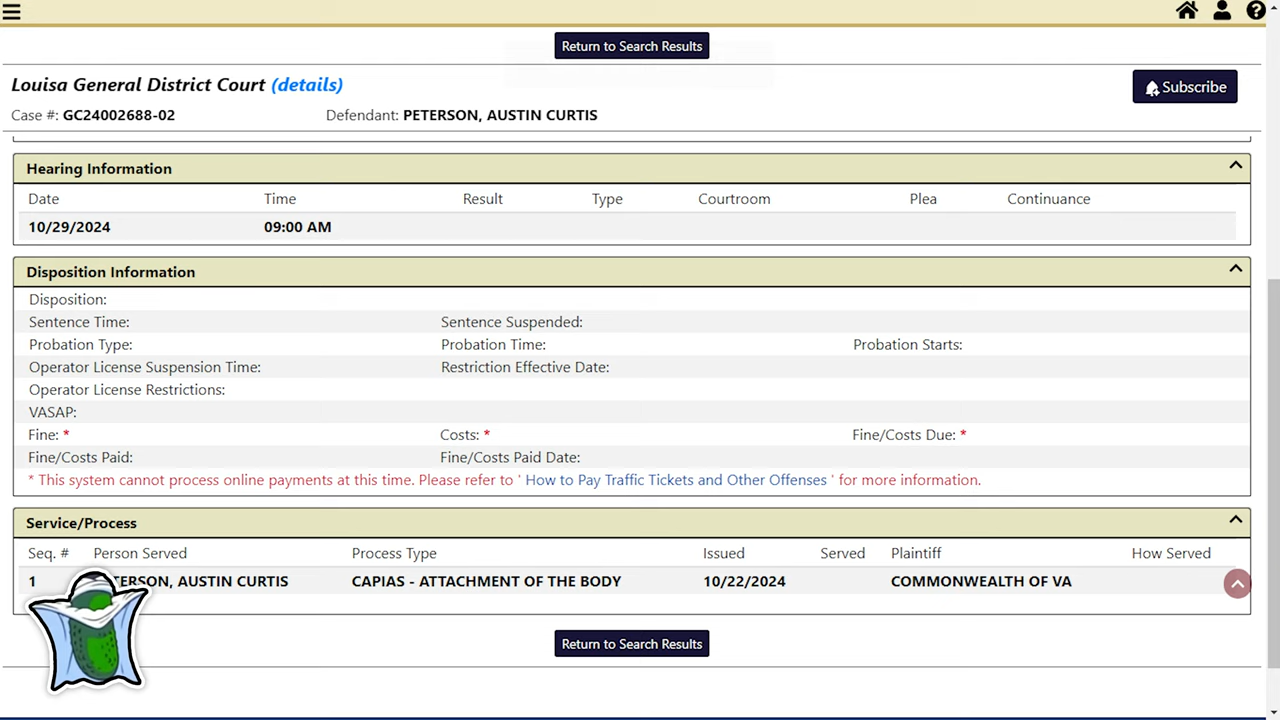 Return to Search Results
Louisa General District Court (details)
Subscribe
Case #: GC24002688-02 Defendant: PETERSON, AUSTIN CURTIS
Hearing Information
Date Time Result Type Courtroom Plea Continuance
10/29/2024 09:00 AM
Disposition Information
Disposition:
Sentence Time: Sentence Suspended:
Probation Type: Probation Time: Probation Starts:
Operator License Suspension Time: Restriction Effective Date:
Operator License Restrictions:
VASAP:
Fine: * Costs: * Fine/Costs Due: *
Fine/Costs Paid: Fine/Costs Paid Date:
* This system cannot process online payments at this time. Please refer to ' How to Pay Traffic Tickets and Other Offenses ' for more information.
Service/Process
Seq. # Person Served Process Type Issued Served Plaintiff How Served
1 TERSON, AUSTIN CURTIS CAPIAS - ATTACHMENT OF THE BODY 10/22/2024 COMMONWEALTH OF VA
Return to Search Results